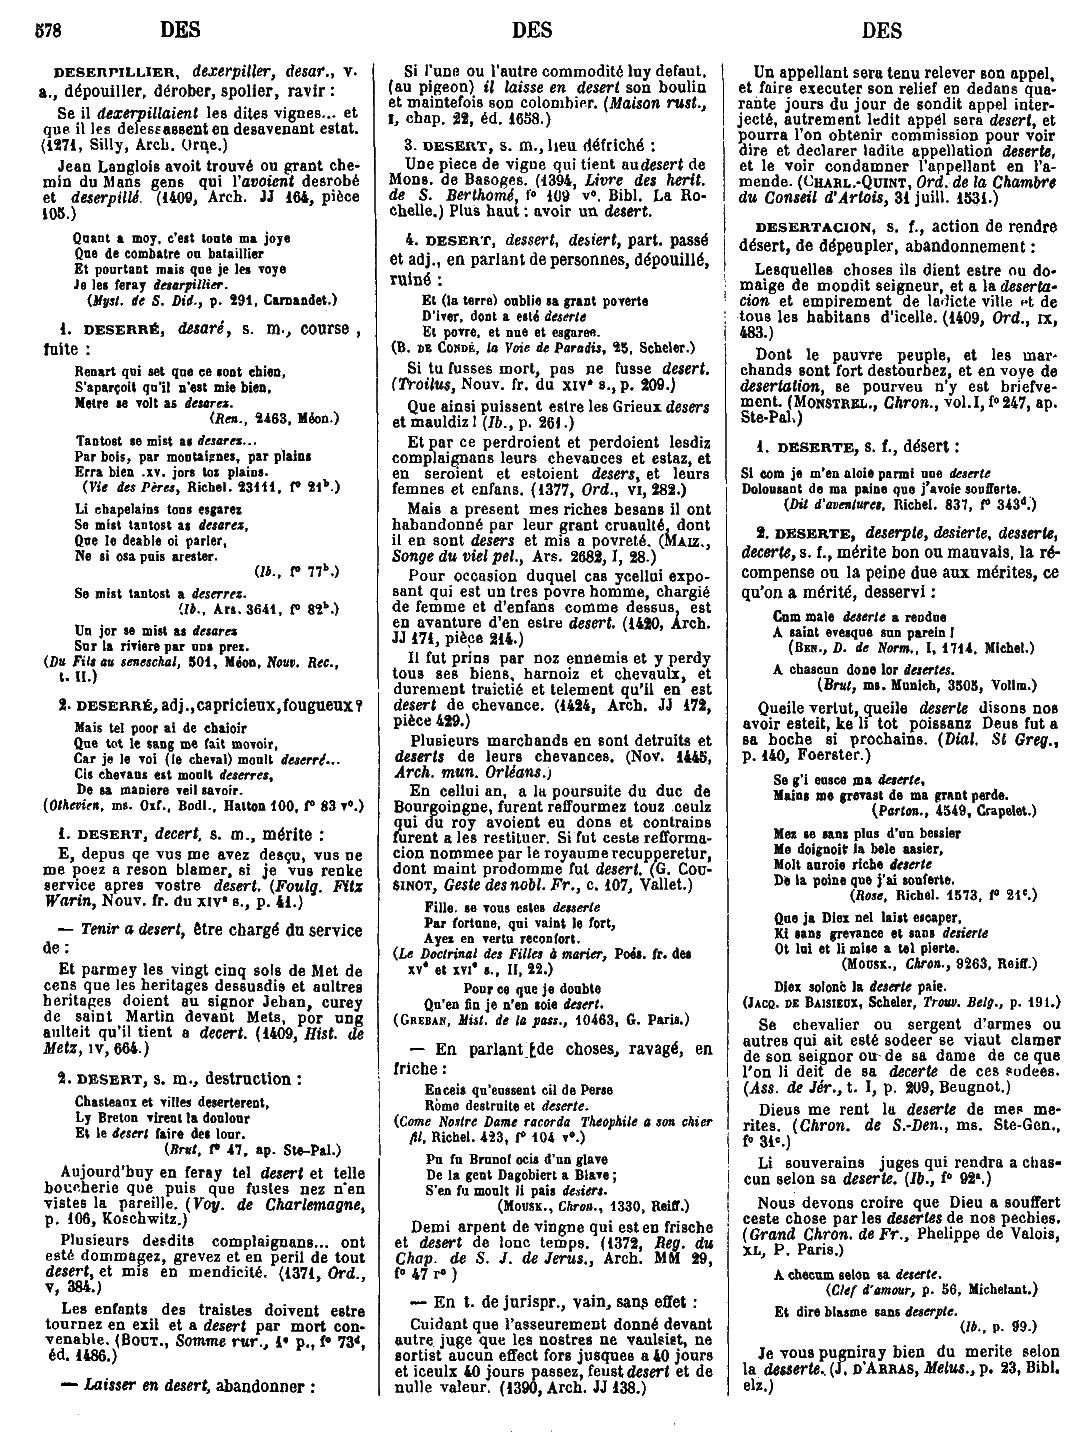 578 DES DES DES
DESERPILLIER, dexerpiller, desar., v.
a., dépouiller, dérober, spolier, ravir :
Se il dexerpillaient les dites vignes... et
que il les delessassent en desavenant estat.
(1271, Silly, Arch. Orne.)
Jean Langlois avoit trouvé ou grant che-
min du Mans gens qui l'avoient desrobé
et deserpillé. (1409, Arch. JJ 164, pièce
105.)
Quant a moy, c'est toute ma joye
Que de combatre ou bataillier
Et pourtant mais que je les voye
Je les feray desarpillier.
(Myst. de S. Did., p. 291, Carnandet.)
1. DESERRÉ, desaré, s. m., course,
fuite :
Renart qui set que ce sont chien,
S'aparçoit qu'il n'est mie bien,
Metre se volt as desarez.
(Ren., 2463, Méon.)
Tantost se mist as desarez...
Par bois, par montaignes, par plains
Erra bien .xv. jors toz plains.
(Vie des Pères, Richel. 23111, f° 21b.)
Li chapelains tous esgarez
Se mist tantost as desarez,
Que le deable oi parler,
Ne si osa puis arester.
(Ib., f° 77b.)
Se mist tantost a deserrez.
(Ib., Ars. 3641, f° 82b.)
Un jor se mist as desarez
Sur la riviere par uns prez.
(Du Fils au seneschal, 501, Méon, Nouv. Rec.,
t. II.)
2. DESERRÉ, adj., capricieux, fougueux ?
Mais tel poor ai de chaioir
Que tot le sang me fait movoir,
Car je le voi (le cheval) moult deserré...
Cis chevaus est moult deserres,
De sa maniere veil savoir.
(Othevien, ms. Oxf., Bodl., Hatton 100, f° 83 v°.)
1. DESERT, decert, s. m., mérite :
E, depus qe vus me avez desçu, vus ne
me poez a reson blamer, si je vus renke
service apres vostre desert. (Foulq. Fitz
Warin, Nouv. fr. du XIVe s., p. 41.)
— Tenir a desert, être chargé du service
de :
Et parmey les vingt cinq sols de Met de
cens que les heritages dessusdis et aultres
heritages doient au signor Jehan, curey
de saint Martin devant Mets, por ung
aulteit qu'il tient a decert. (1409, Hist. de
Metz, IV, 664.)
2. DESERT, s. m., destruction :
Chasteaux et villes deserterent,
Ly Breton virent la doulour
Et le desert faire des lour.
(Brut, f° 47, ap. Ste-Pal.)
Aujourd'huy en feray tel desert et telle
boucherie que puis que fustes nez n'en
vistes la pareille. (Voy. de Charlemagne,
p. 106, Koschwitz.)
Plusieurs desdits complaignans... ont
esté dommagez, grevez et en peril de tout
desert, et mis en mendicité. (1371, Ord.,
V, 384.)
Les enfants des traistes doivent estre
tournez en exil et a desert par mort con-
venable. (BOUT., Somme rur., 1e p., f° 73d,
éd. 1486.)
— Laisser en desert, abandonner :
Si l'une ou l'autre commodité luy defaut,
(au pigeon) il laisse en desert son boulin
et maintefois son colombier. (Maison rust.,
I, chap. 22, éd. 1658.)
3. DESERT, s. m., lieu défriché :
Une piece de vigne qui tient au desert de
Mons. de Basoges. (1394, Livre des herit.
de S. Berthomé, f° 109 v°. Bibl. La Ro-
chelle.) Plus haut : avoir un desert.
4. DESERT, dessert, desiert, part. passé
et adj., en parlant de personnes, dépouillé,
ruiné :
Et (la terre) oublie sa grant poverte
D'iver, dont a esté deserte
Et povre, et nue et esgaree.
(B. DE CONDÉ, la Voie de Paradis, 25, Scheler.)
Si tu fusses mort, pas ne fusse desert.
(Troilus, Nouv. fr. du XIVe s., p. 209.)
Que ainsi puissent estre les Grieux desers
et mauldiz ! (Ib., p. 261.)
Et par ce perdroient et perdoient lesdiz
complaignans leurs chevances et estaz, et
en seroient et estoient desers, et leurs
femnes et enfans. (1377, Ord., VI, 282.)
Mais a present mes riches besans il ont
habandonné par leur grant cruaulté, dont
il en sont desers et mis a povreté. (MAIZ.,
Songe du viel pel., Ars. 2682, I, 28.)
Pour occasion duquel cas ycellui expo-
sant qui est un tres povre homme, chargié
de femme et d'enfans comme dessus, est
en avanture d'en estre desert. (1420, Arch.
JJ 171, pièce 214.)
Il fut prins par noz ennemis et y perdy
tous ses biens, harnoiz et chevaulx, et
durement traictié et telement qu'il en est
desert de chevance. (1424, Arch. JJ 172,
pièce 429.)
Plusieurs marchands en sont detruits et
deserts de leurs chevances. (Nov. 1445,
Arch. mun. Orléans.)
En cellui an, a la poursuite du duc de
Bourgoingne, furent reffourmez touz ceulz
qui du roy avoient eu dons et contrains
furent a les restituer. Si fut ceste refforma-
cion nommee par le royaume recupperetur,
dont maint prodomme fut desert. (G. COU-
SINOT, Geste des nobl. Fr., c. 107, Vallet.)
Fille. se vous estes desserte
Par fortune, qui vaint le fort,
Ayez en vertu reconfort.
(Le Doctrinal des Filles à marier, Poés. fr. des
XVe et XVIe s., II, 22.)
Pour ce que je doubte
Qu'en fin je n'en soie desert.
(GREBAN, Mist. de la pass., 10463, G. Paris.)
— En parlant de choses, ravagé, en
friche :
Enceis qu'eussent cil de Perse
Rome destruite et deserte.
(Come Nostre Dame racorda Theophile a son chier
fil, Richel. 423, f° 104 v°.)
Pu fu Brunol ocis d'un glave
De la gent Dagobiert a Blave ;
S'en fu moult li pais desiers.
(MOUSK., Chron., 1330, Reiff.)
Demi arpent de vingne qui est en frische
et desert de lonc temps. (1372, Reg. du
Chap. de S. J. de Jerus., Arch. MM 29,
f° 47 r°)
— En t. de jurispr., vain, sans effet :
Cuidant que l'asseurement donné devant
autre juge que les nostres ne vaulsist, ne
sortist aucun effect fors jusques a 40 jours
et iceulx 40 jours passez, feust desert et de
nulle valeur. (1390, Arch. JJ 138.)
Un appellant sera tenu relever son appel,
et faire executer son relief en dedans qua-
rante jours du jour de sondit appel inter-
jecté, autrement ledit appel sera desert, et
pourra l'on obtenir commission pour voir
dire et declarer ladite appellation deserte,
et le voir condamner l'appellant en l'a-
mende. (CHARL.-QUINT, Ord. de la Chambre
du Conseil d'Artois, 31 juill. 1531.)
DESERTACION, s. f., action de rendre
désert, de dépeupler, abandonnement :
Lesquelles choses ils dient estre ou do-
maige de mondit seigneur, et a la deserta-
cion et empirement de ladicte ville et de
tous les habitans d'icelle. (1409, Ord., IX,
483.)
Dont le pauvre peuple, et les mar-
chands sont fort destourbez, et en voye de
desertation, se pourveu n'y est briefve-
ment. (MONSTREL., Chron., vol. I, f° 247, ap.
Ste-Pal.)
1. DESERTE, s. f., désert :
Si com je m'en aloie parmi une deserte
Dolousant de ma paine que j'avoie soufferte.
(Dit d'aventures, Richel. 837, f° 343d.)
2. DESERTE, deserpte, desierte, desserte,
decerte, s. f., mérite bon ou mauvais, la ré-
compense ou la peine due aux mérites, ce
qu'on a mérité, desservi :
Cum male deserte a rendue
A saint evesque sun parein !
(BEN., D. de Norm., I, 1714, Michel.)
A chascun done lor desertes.
(Brut, ms. Munich, 3505, Vollm.)
Queile vertut, queile deserte disons nos
avoir esteit, ke li tot poissanz Deus fut a
sa boche si prochains. (Dial. St Greg.,
p. 140, Foerster.)
Se g'i eusce ma deserte,
Mains me grevast de ma grant perde.
(Parton., 4549, Crapelet.)
Mez se sanz plus d'un bessier
Me doignoit la bele aasier,
Molt auroie riche deserte
De la poine que j'ai souferte.
(Rose, Richel. 1573, f° 21c.)
Que ja Diex nel laist escaper,
Ki sans grevance et sans desierte
Ot lui et li mise a tel pierte.
(MOUSK., Chron., 9263, Reiff.)
Diex solonc la deserte paie.
(JACQ. DE BAISIEUX, Scheler, Trouv. Belg., p. 191.)
Se chevalier ou sergent d'armes ou
autres qui ait esté sodeer se viaut clamer
de son seignor ou de sa dame de ce que
l'on li deit de sa decerte de ces sodees.
(Ass. de Jér., t. I, p. 209, Beugnot.)
Dieus me rent la deserte de mes me-
rites. (Chron. de S.-Den., ms. Ste-Gen.,
f° 31c.)
Li souverains juges qui rendra a chas-
cun selon sa deserte. (Ib., f° 92a.)
Nous devons croire que Dieu a souffert
ceste chose par les desertes de nos pechies.
(Grand Chron. de Fr., Phelippe de Valois,
XL, P. Paris.)
A checun selon sa deserte.
(Clef d'amour, p. 56, Michelant.)
Et dire blasme sans deserpte.
(Ib., p. 99.)
Je vous pugniray bien du merite selon
la desserte. (J. D'ARRAS, Melus., p. 23, Bibl.
elz.)